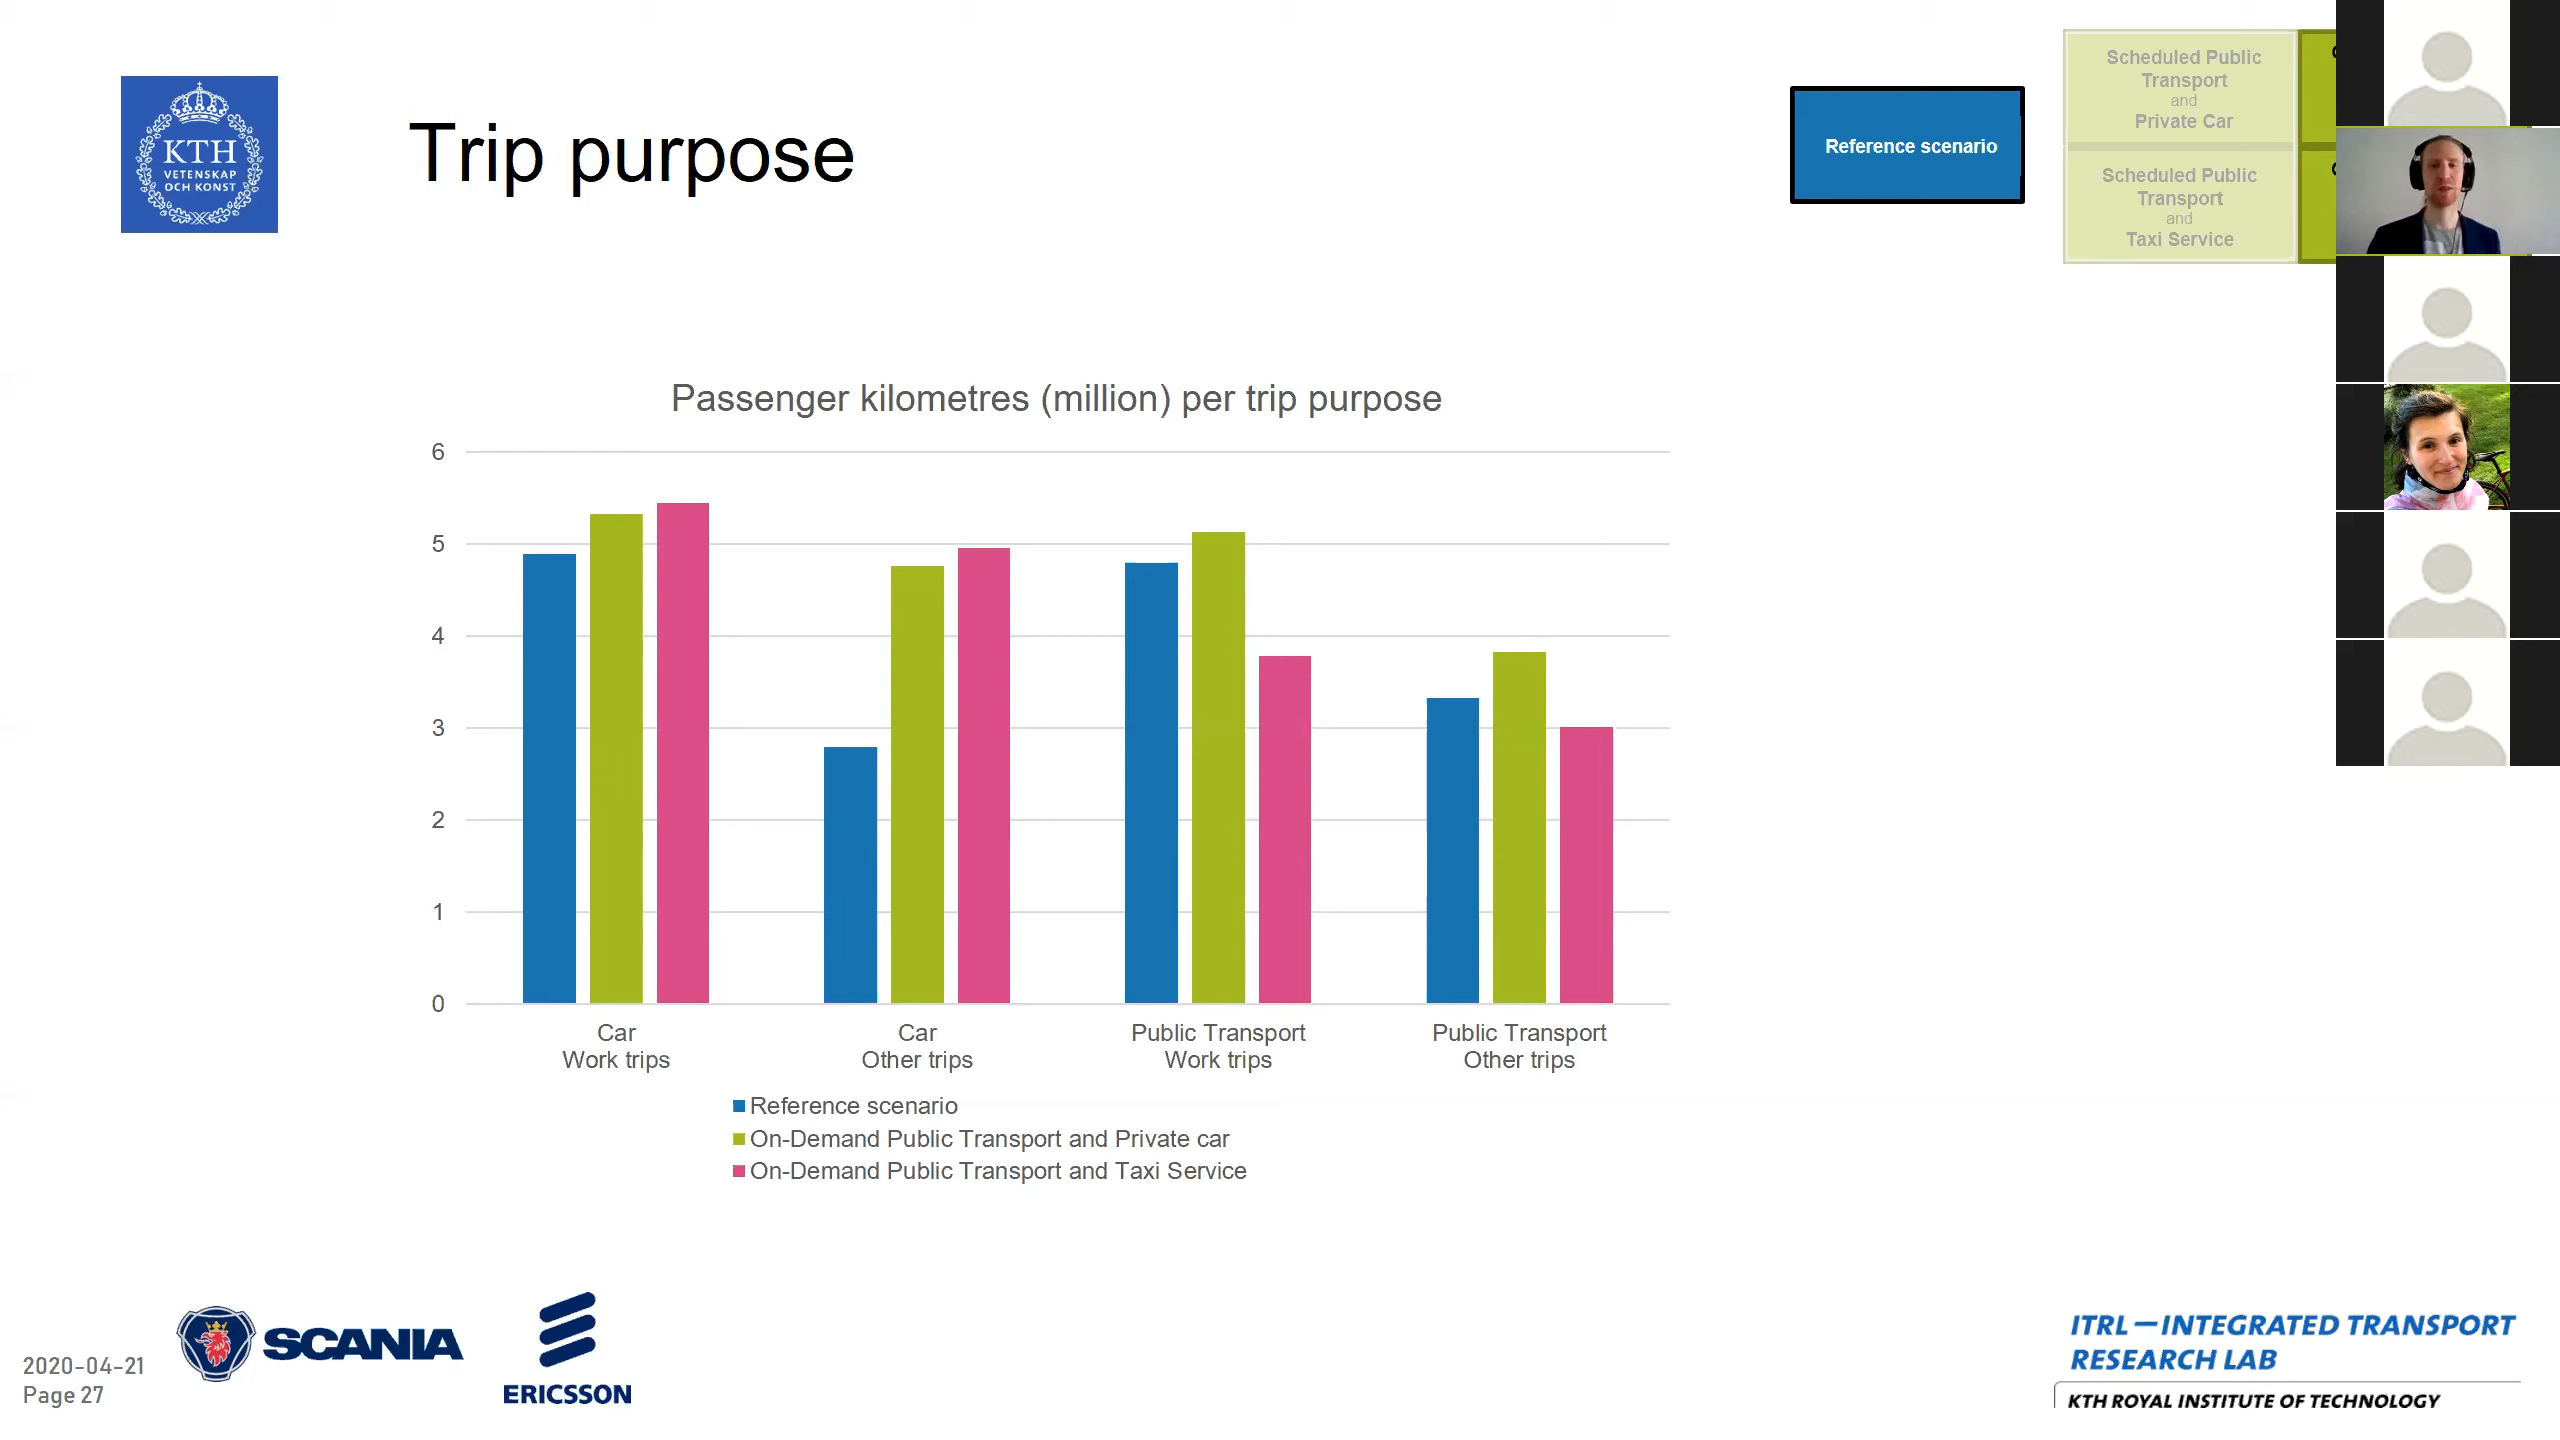 KTH
VETENSKAP
OCH KONST
Trip purpose
Reference scenario
Scheduled Public
Transport
and
Private Car
Scheduled Public
Transport
and
Taxi Service
Passenger kilometres (million) per trip purpose
6
5
4
3
2
1
0
Car
Work trips
Car
Other trips
Public Transport
Work trips
Public Transport
Other trips
Reference scenario
On-Demand Public Transport and Private car
On-Demand Public Transport and Taxi Service
2020-04-21
Page 27
SCANIA
ERICSSON
ITRL—INTEGRATED TRANSPORT
RESEARCH LAB
KTH ROYAL INSTITUTE OF TECHNOLOGY